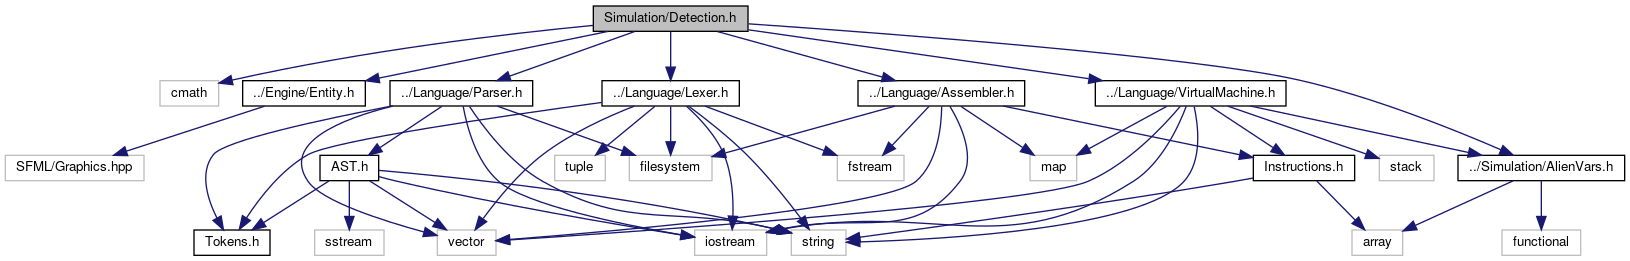 Simulation/Detection.h
cmath
../Engine/Entity.h
../Language/Parser.h
../Language/Lexer.h
../Language/Assembler.h
../Language/VirtualMachine.h
SFML/Graphics.hpp
AST.h
tuple
filesystem
fstream
map
Instructions.h
stack
../Simulation/AlienVars.h
Tokens.h
sstream
vector
iostream
string
array
functional